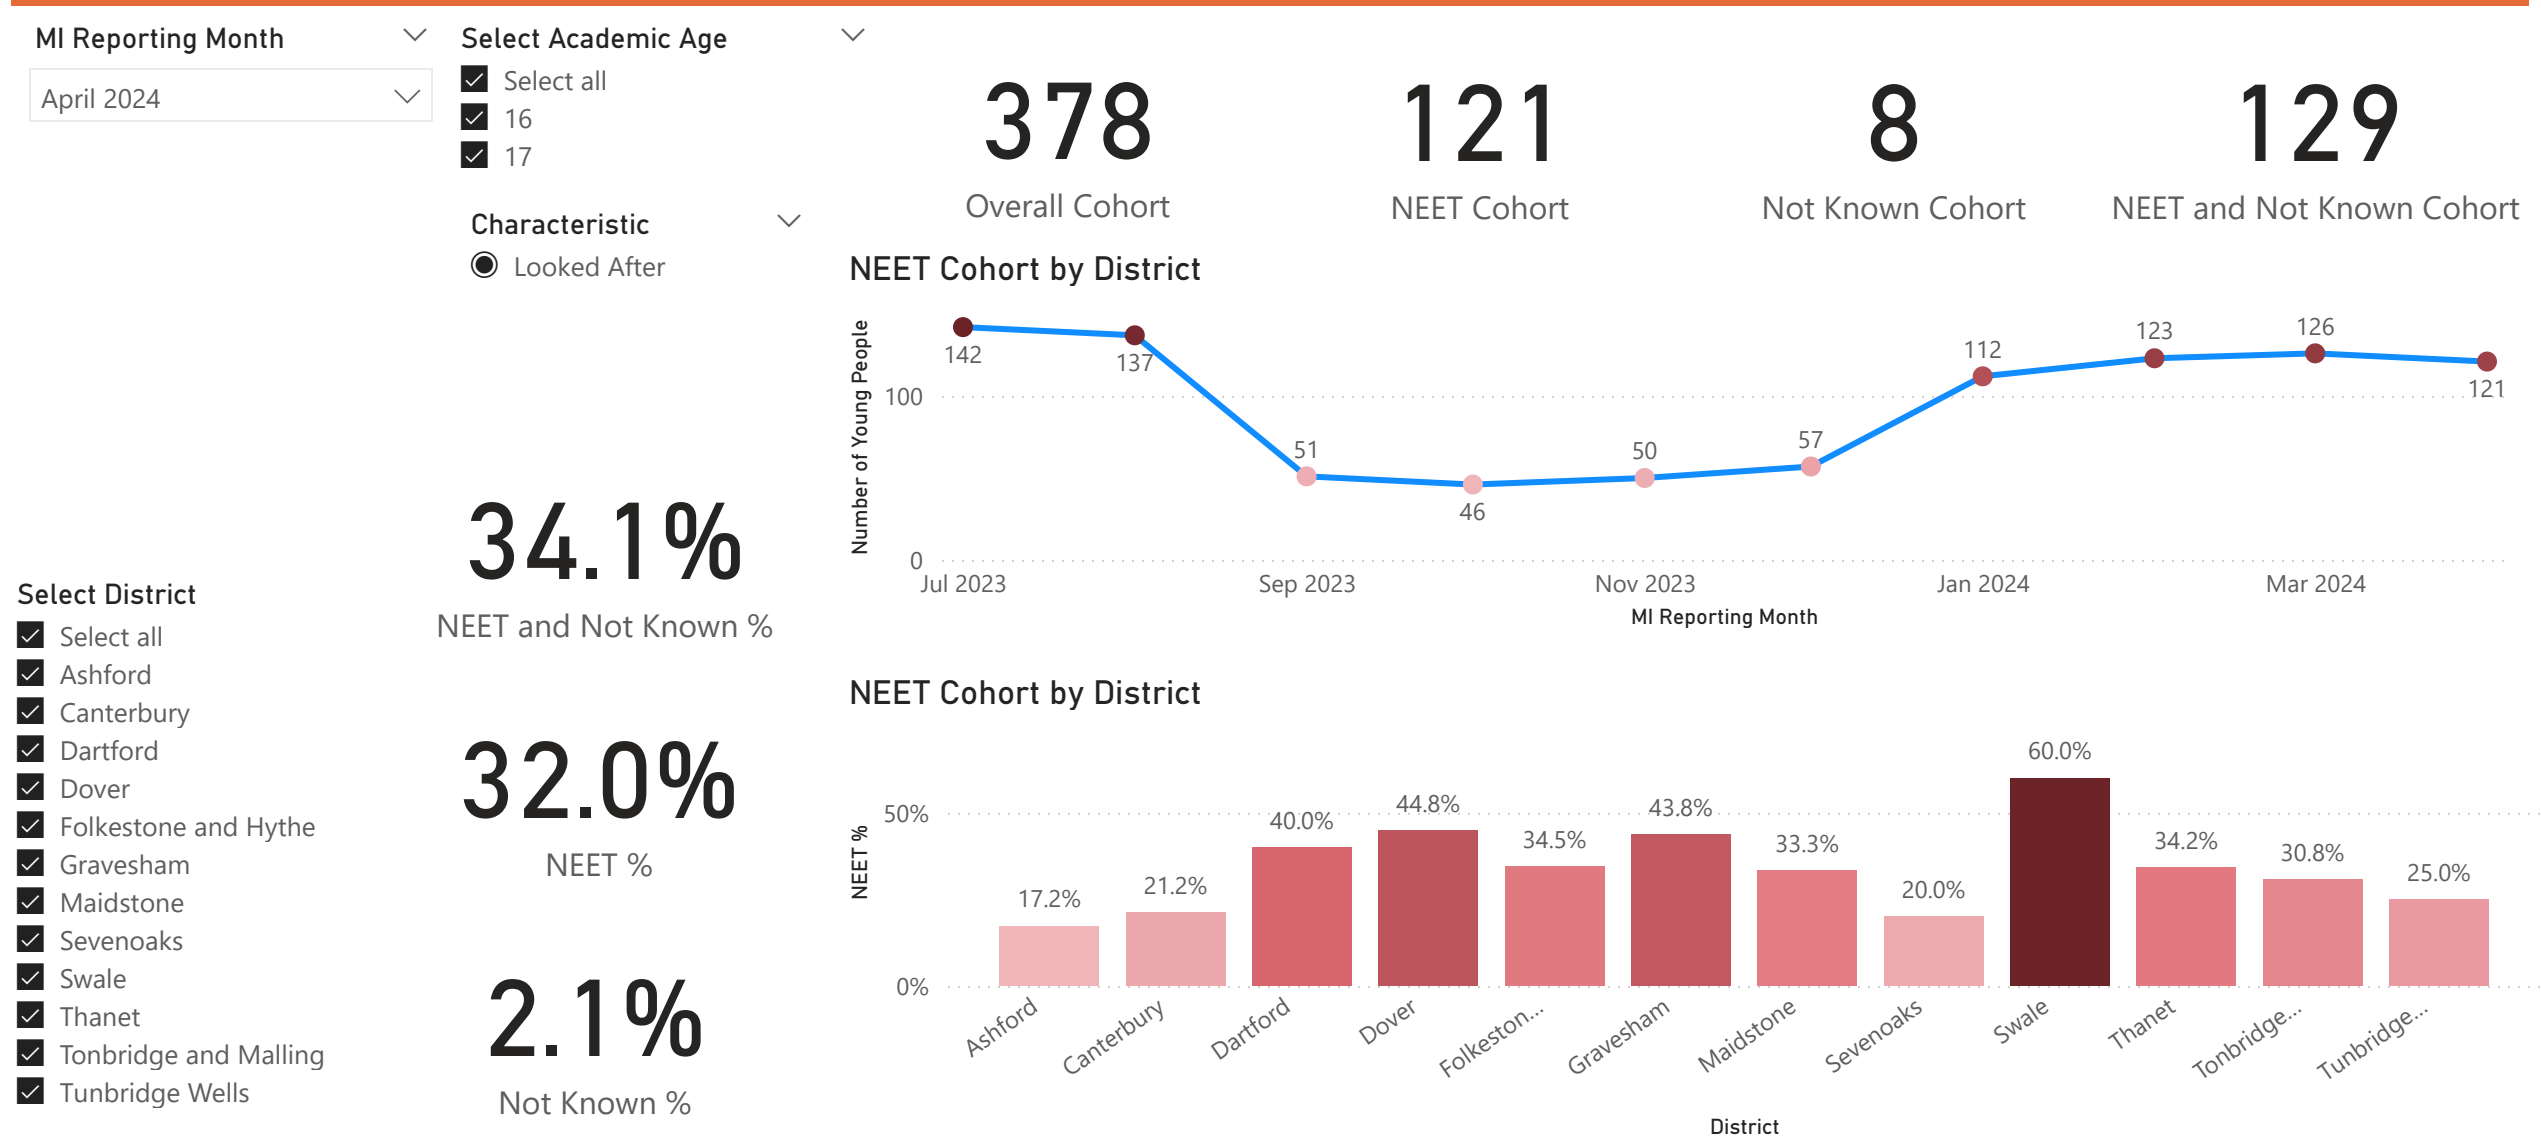 MI Reporting Month
April 2024
Select Academic Age
Select all
16
17
Characteristic
Looked After
378
Overall Cohort
121
NEET Cohort
8
Not Known Cohort
129
NEET and Not Known Cohort
NEET Cohort by District
Number of Young People
100
0
142
137
51
46
50
57
112
123
126
121
Jul 2023
Sep 2023
Nov 2023
Jan 2024
Mar 2024
MI Reporting Month
34.1%
NEET and Not Known %
32.0%
NEET %
2.1%
Not Known %
Select District
Select all
Ashford
Canterbury
Dartford
Dover
Folkestone and Hythe
Gravesham
Maidstone
Sevenoaks
Swale
Thanet
Tonbridge and Malling
Tunbridge Wells
NEET Cohort by District
NEET %
50%
0%
17.2%
21.2%
40.0%
44.8%
34.5%
43.8%
33.3%
20.0%
60.0%
34.2%
30.8%
25.0%
Ashford
Canterbury
Dartford
Dover
Folkeston...
Gravesham
Maidstone
Sevenoaks
Swale
Thanet
Tonbridge...
Tunbridge...
District